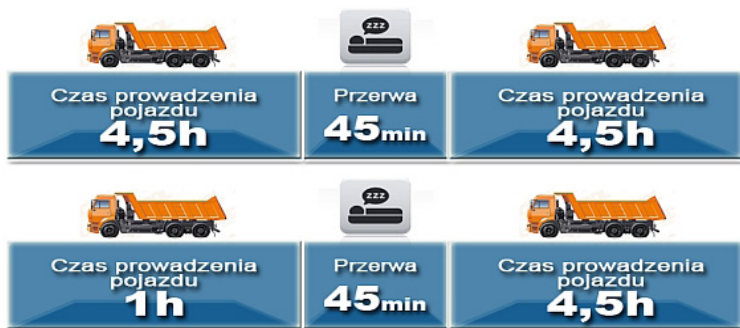 zzz
Czas prowadzenia
pojazdu
4,5h
Przerwa
45min
Czas prowadzenia
pojazdu
4,5h
zzz
Czas prowadzenia
pojazdu
1h
Przerwa
45min
Czas prowadzenia
pojazdu
4,5h